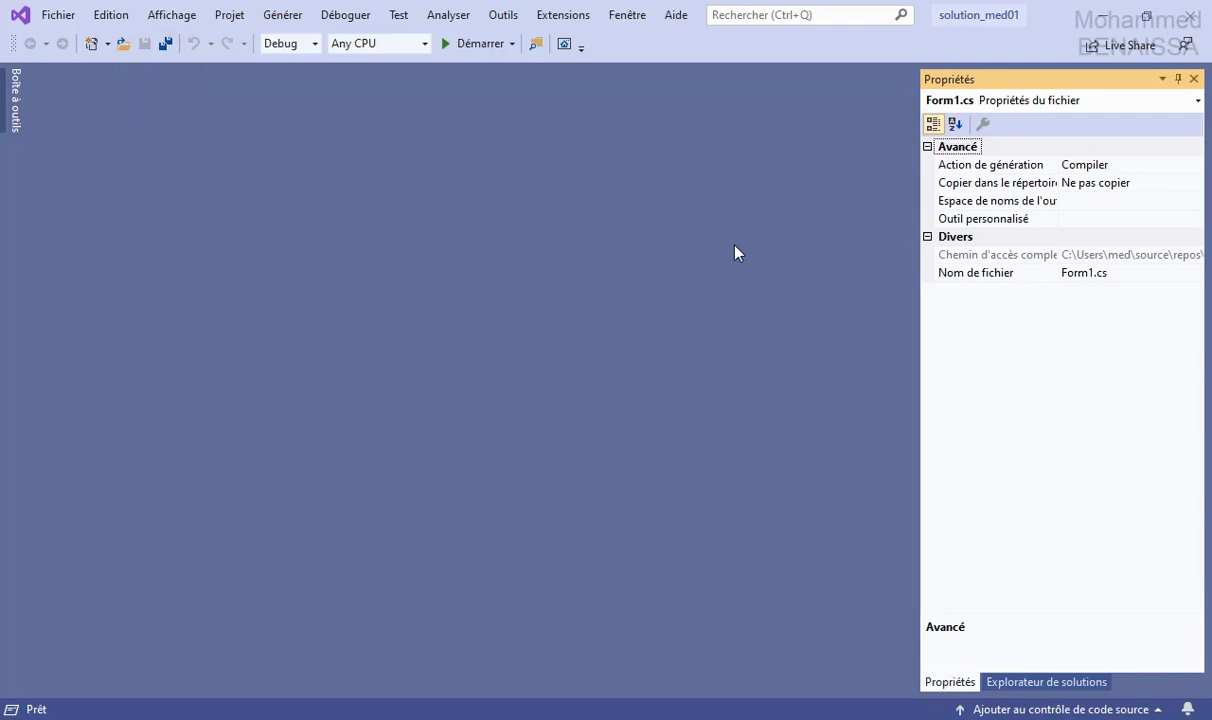 Fichier Edition Affichage Projet Générer Déboguer Test Analyser Outils Extensions Fenêtre Aide Rechercher (Ctrl+Q) solution_med01
Mohammed
BENAISSA
Debug Any CPU Démarrer Live Share
Boîte à outils
Propriétés
Form1.cs Propriétés du fichier
Avancé
Action de génération Compiler
Copier dans le répertoire Ne pas copier
Espace de noms de l'ou
Outil personnalisé
Divers
Chemin d'accès comple C:\Users\med\source\repos\
Nom de fichier Form1.cs
Avancé
Propriétés Explorateur de solutions
Prêt Ajouter au contrôle de code source